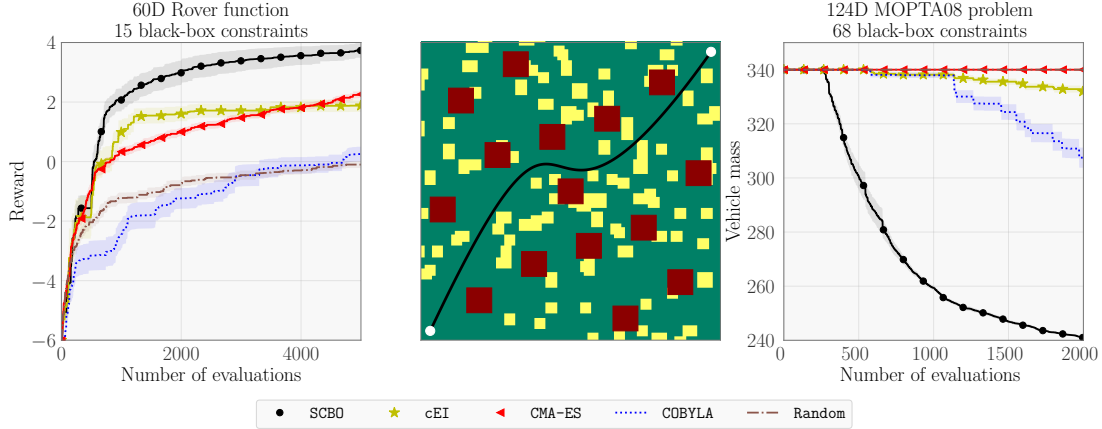 60D Rover function
15 black-box constraints
4
2
0
−2
−4
−6
Reward
0
2000
4000
Number of evaluations
124D MOPTA08 problem
68 black-box constraints
340
320
300
280
260
240
Vehicle mass
0
500
1000
1500
2000
Number of evaluations
SCBO
cEI
CMA-ES
COBYLA
Random